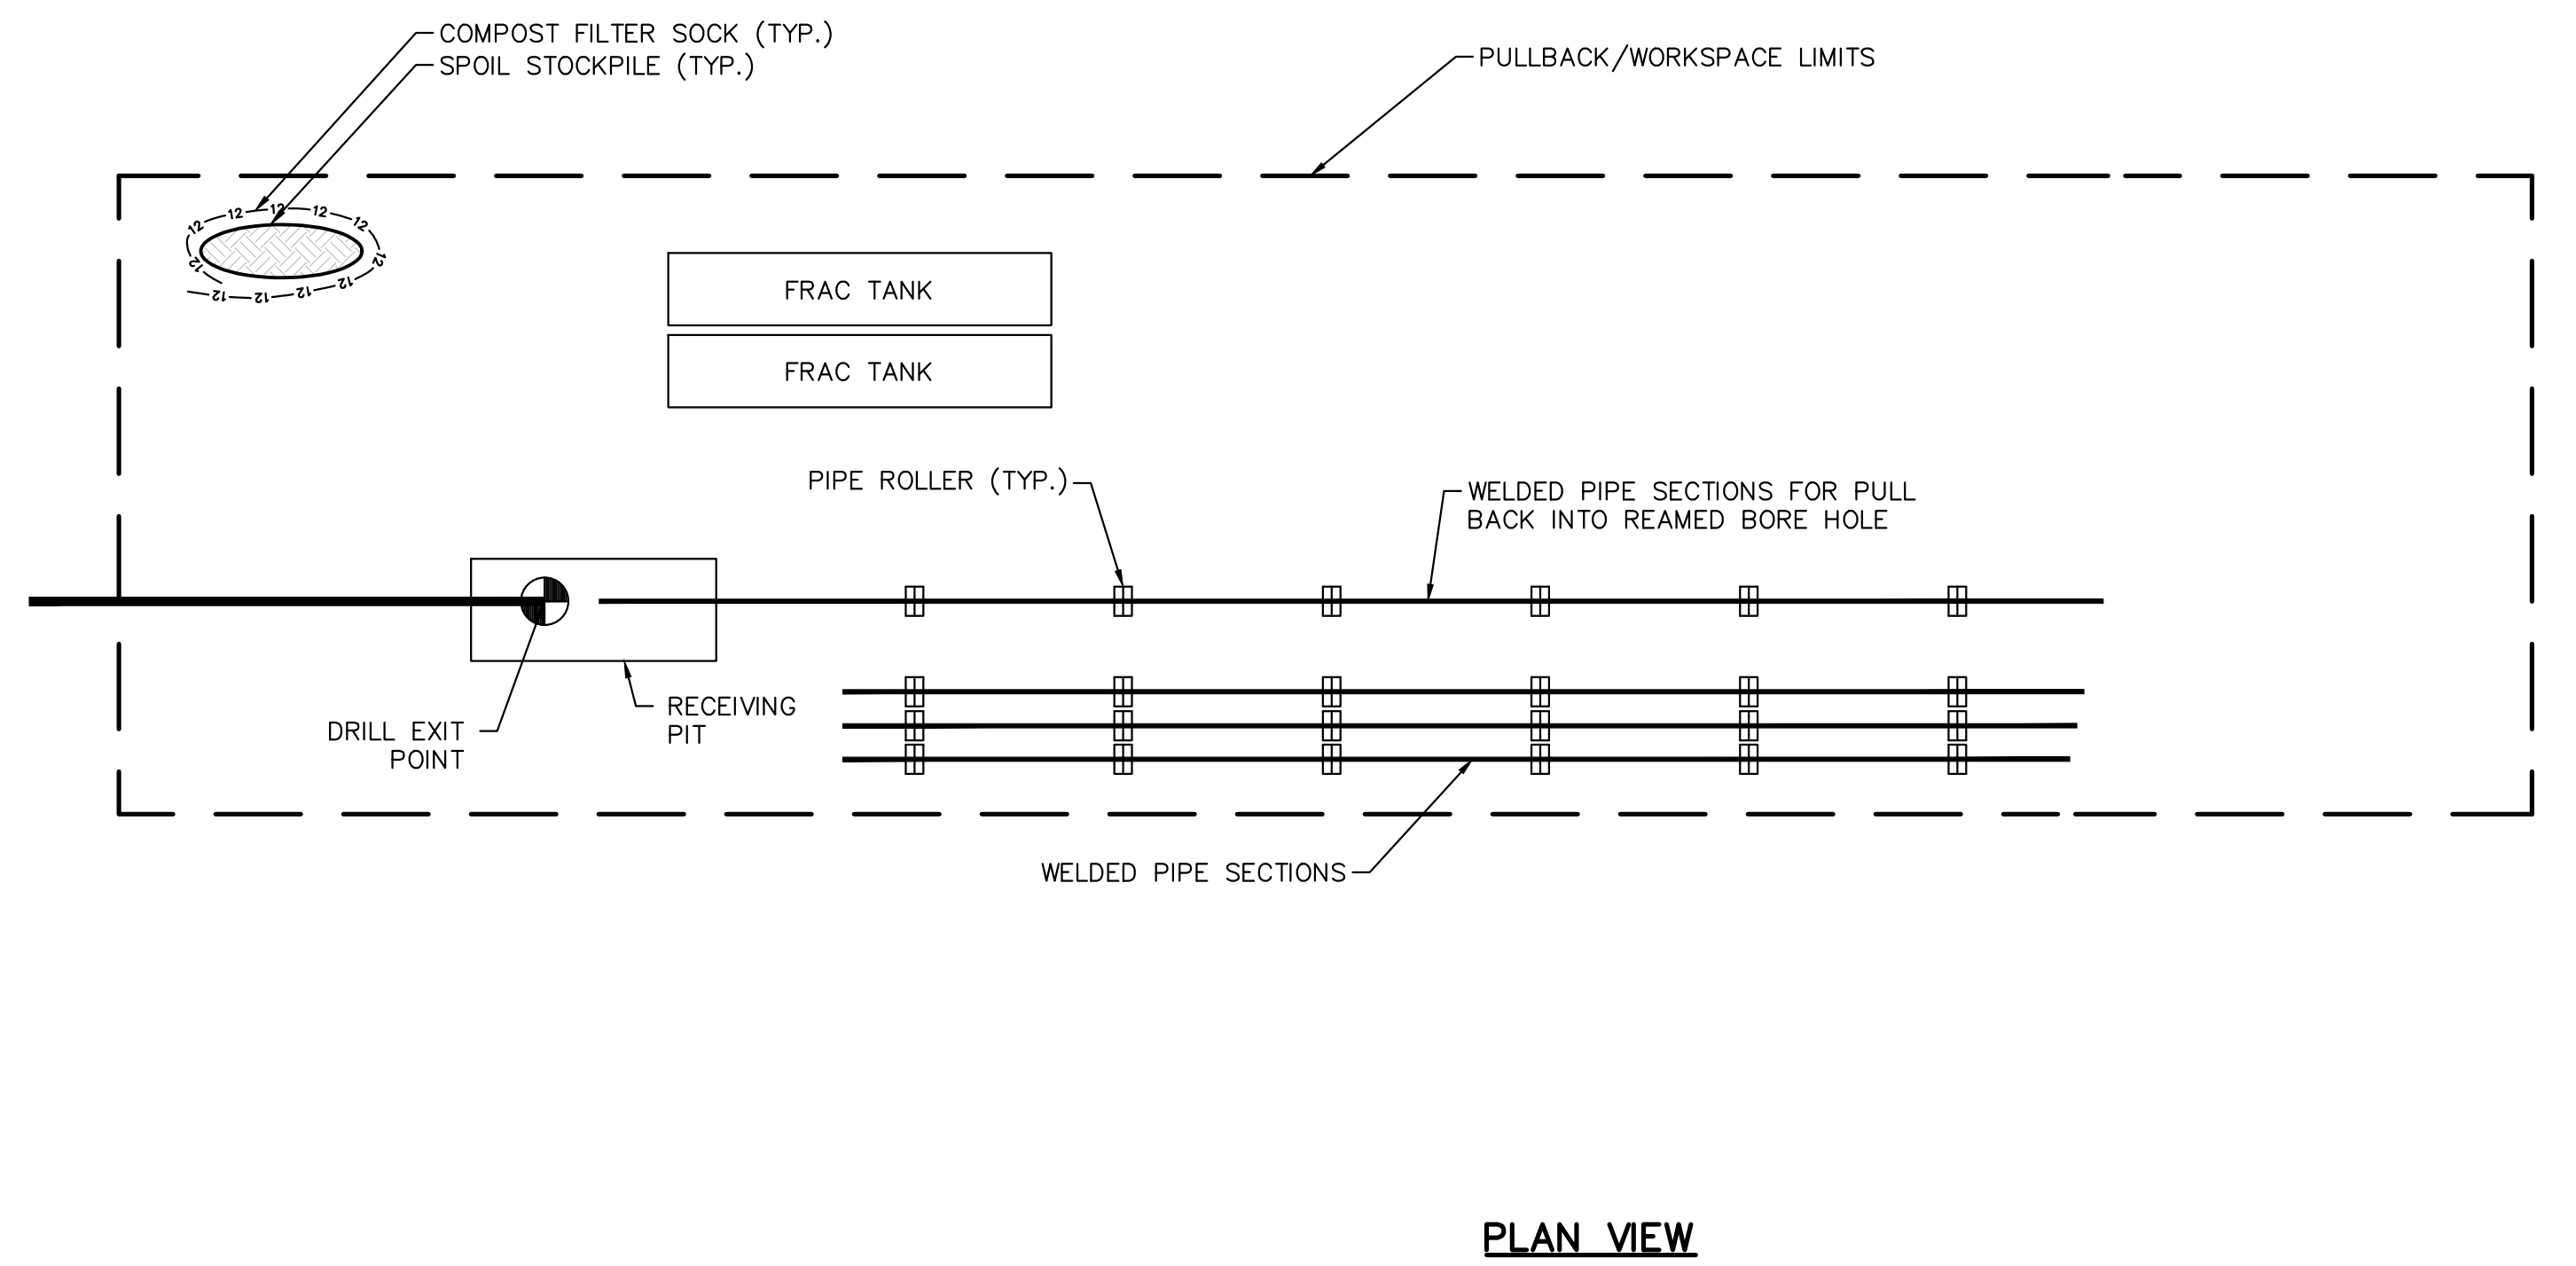 COMPOST FILTER SOCK (TYP.)
SPOIL STOCKPILE (TYP.)
PULLBACK/WORKSPACE LIMITS
12 12 12 12 12 12 12 12 12 12 12
FRAC TANK
FRAC TANK
PIPE ROLLER (TYP.)
WELDED PIPE SECTIONS FOR PULL
BACK INTO REAMED BORE HOLE
RECEIVING
PIT
DRILL EXIT
POINT
WELDED PIPE SECTIONS
PLAN VIEW